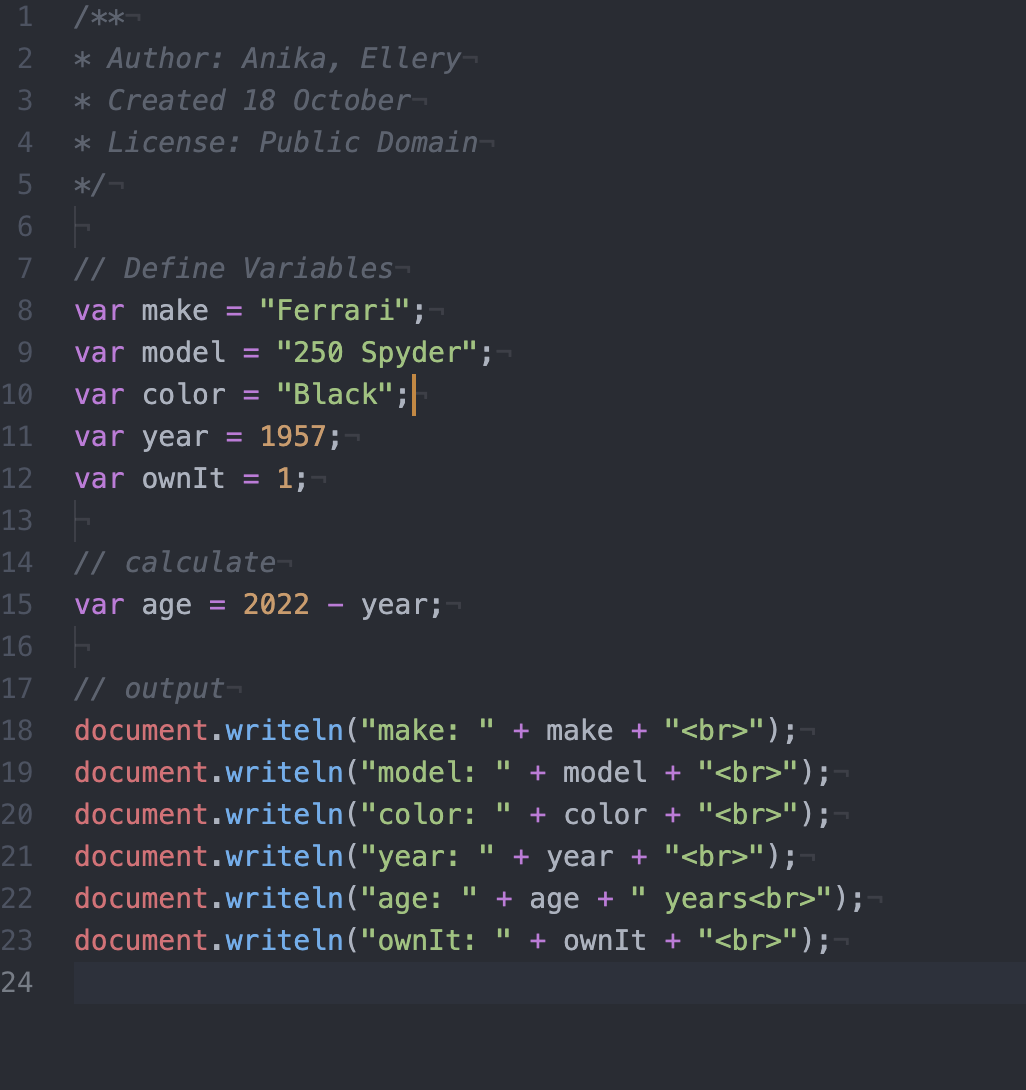 1 /**¬
2 * Author: Anika, Ellery¬
3 * Created 18 October¬
4 * License: Public Domain¬
5 */¬
6 ¬
7 // Define Variables¬
8 var make = "Ferrari";¬
9 var model = "250 Spyder";¬
10 var color = "Black";¬
11 var year = 1957;¬
12 var ownIt = 1;¬
13 ¬
14 // calculate¬
15 var age = 2022 - year;¬
16 ¬
17 // output¬
18 document.writeln("make: " + make + "<br>");¬
19 document.writeln("model: " + model + "<br>");¬
20 document.writeln("color: " + color + "<br>");¬
21 document.writeln("year: " + year + "<br>");¬
22 document.writeln("age: " + age + " years<br>");¬
23 document.writeln("ownIt: " + ownIt + "<br>");¬
24